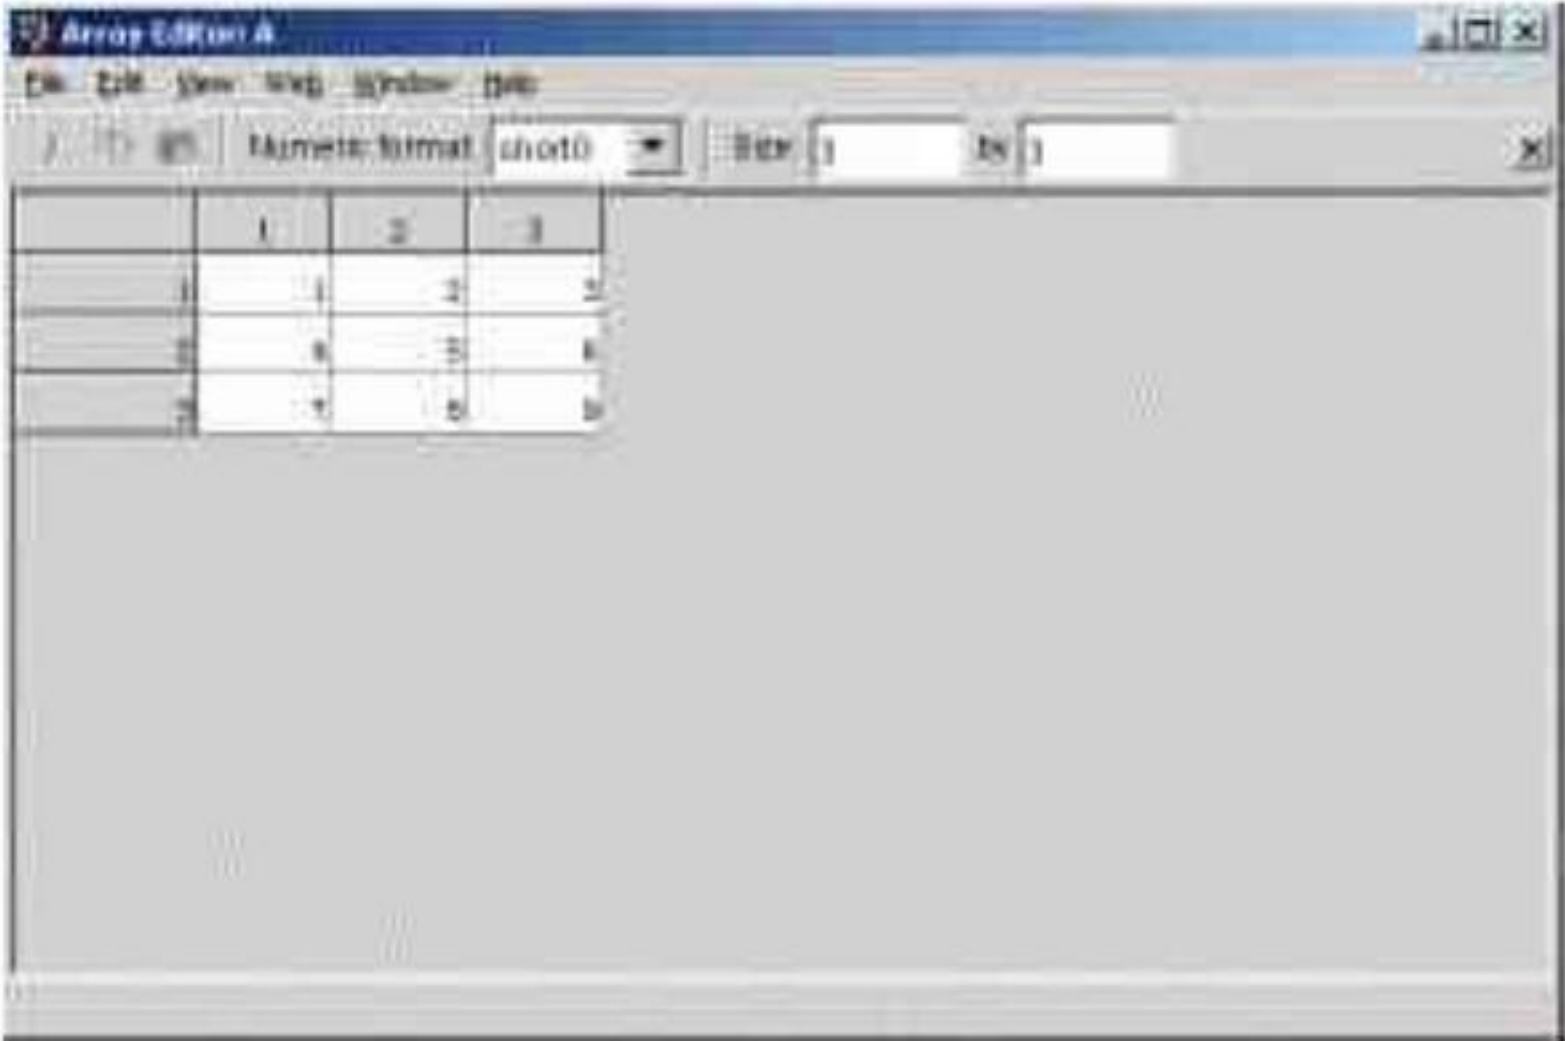 Array Editor: A
File Edit View Web Window Help
Numeric format: shortG Size: 3 by 3
1 2 3
1 1 2 3
2 4 5 6
3 7 8 9